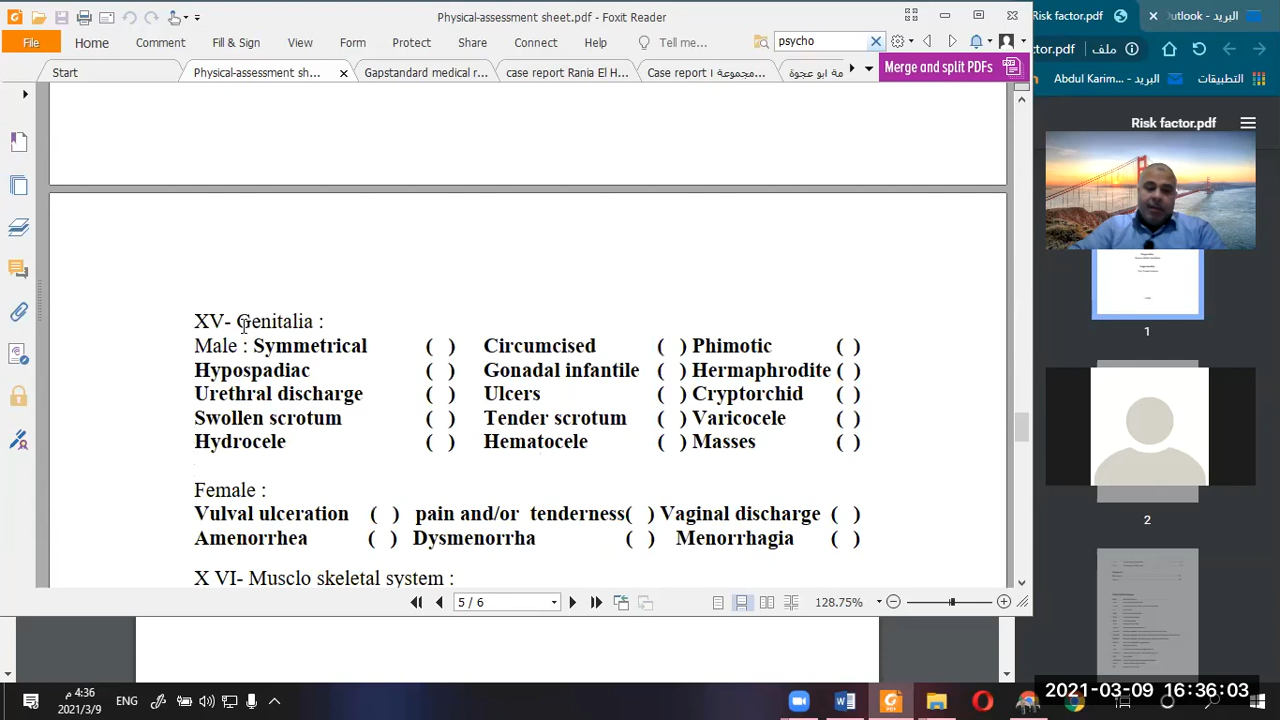 Physical-assessment sheet.pdf - Foxit Reader
File Home Comment Fill & Sign View Form Protect Share Connect Help Tell me... psycho
Start Physical-assessment sh... × Gapstandard medical r... case report Rania El H... Case report ١ مجموعة... مة ابو عجوة Merge and split PDFs
XV- Genitalia :
Male : Symmetrical ( ) Circumcised ( ) Phimotic ( )
Hypospadiac ( ) Gonadal infantile ( ) Hermaphrodite ( )
Urethral discharge ( ) Ulcers ( ) Cryptorchid ( )
Swollen scrotum ( ) Tender scrotum ( ) Varicocele ( )
Hydrocele ( ) Hematocele ( ) Masses ( )
Female :
Vulval ulceration ( ) pain and/or tenderness( ) Vaginal discharge ( )
Amenorrhea ( ) Dysmenorrha ( ) Menorrhagia ( )
X VI- Musclo skeletal system :
5 / 6 128.75%
Risk factor.pdf البريد - Outlook
ملف ctor.pdf
التطبيقات البريد - Abdul Karim...
Risk factor.pdf
1
2
4:36 م
2021/3/9
ENG
2021-03-09 16:36:03